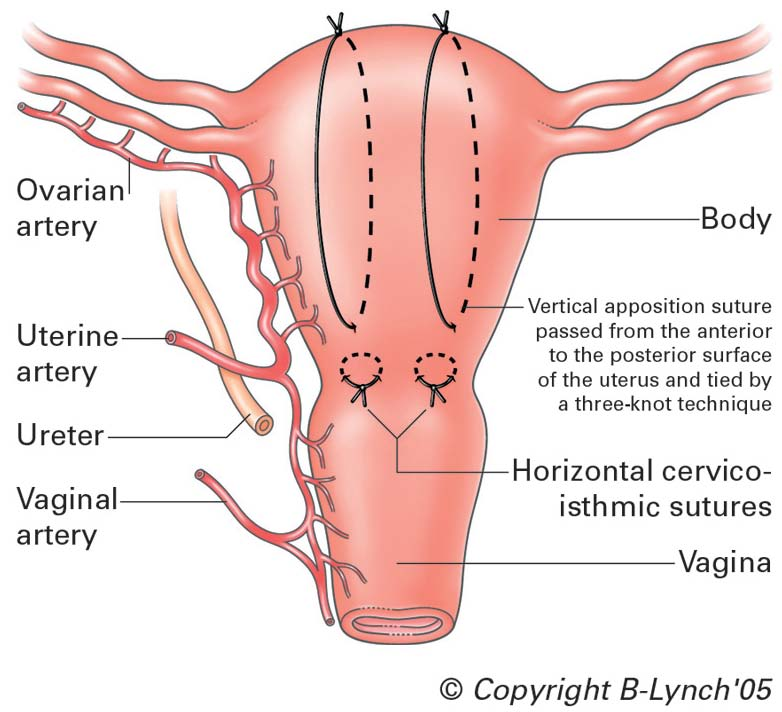 Ovarian
artery
Uterine
artery
Ureter
Vaginal
artery
Body
Vertical apposition suture
passed from the anterior
to the posterior surface
of the uterus and tied by
a three-knot technique
Horizontal cervico-
isthmic sutures
Vagina
© Copyright B-Lynch'05